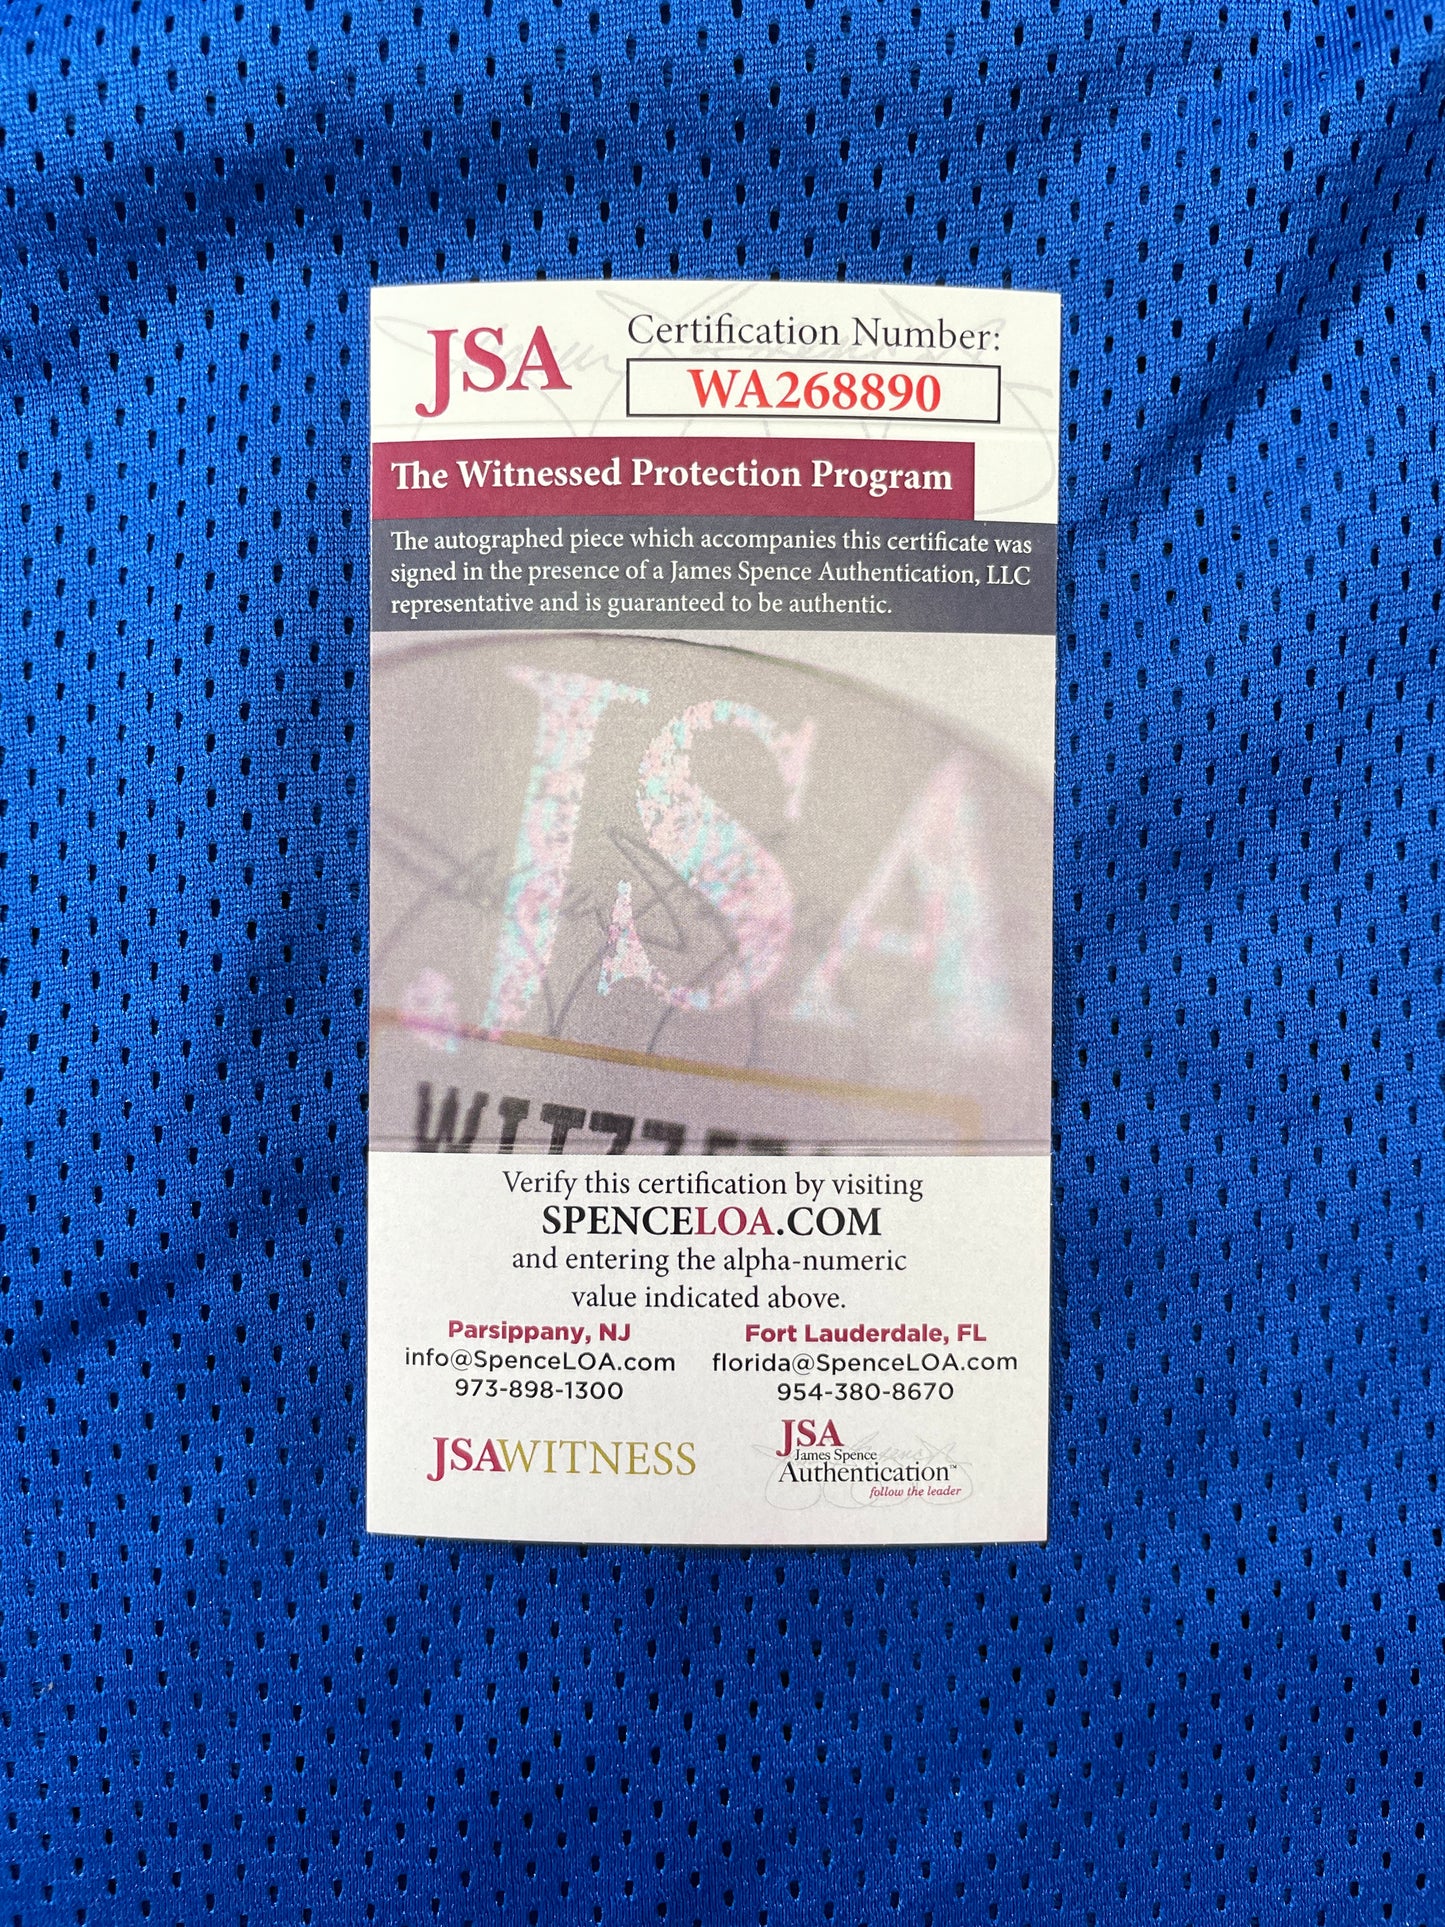 JSA
Certification Number:
WA268890
The Witnessed Protection Program
The autographed piece which accompanies this certificate was
signed in the presence of a James Spence Authentication, LLC
representative and is guaranteed to be authentic.
JSA
Verify this certification by visiting
SPENCELOA.COM
and entering the alpha-numeric
value indicated above.
Parsippany, NJ
info@SpenceLOA.com
973-898-1300
Fort Lauderdale, FL
florida@SpenceLOA.com
954-380-8670
JSAWITNESS
JSA
James Spence
Authentication™
follow the leader